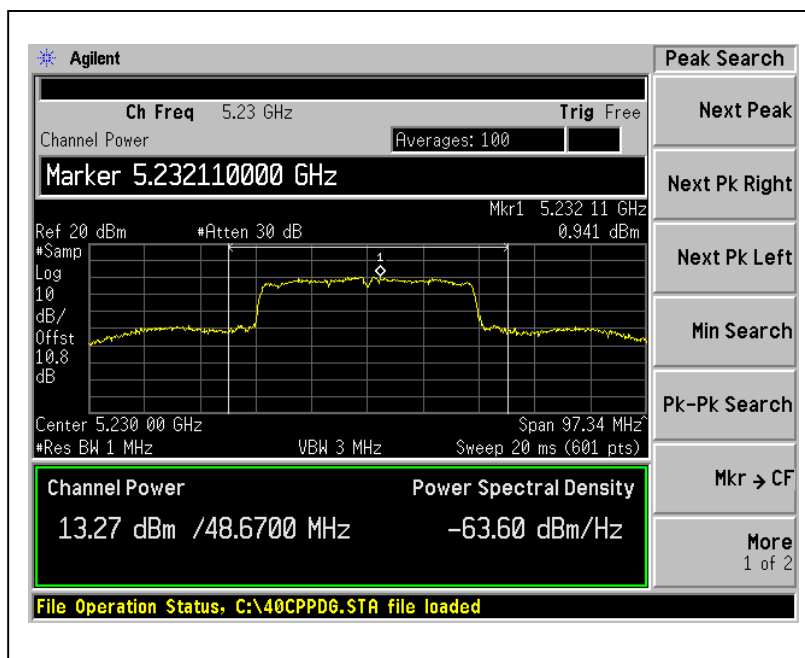 Agilent
Peak Search
Ch Freq 5.23 GHz Trig Free
Channel Power Averages: 100
Marker 5.232110000 GHz
Mkr1 5.232 11 GHz
Ref 20 dBm #Atten 30 dB 0.941 dBm
#Samp
Log
10
dB/
Offst
10.8
dB
1
Center 5.230 00 GHz Span 97.34 MHz^
#Res BW 1 MHz VBW 3 MHz Sweep 20 ms (601 pts)
Channel Power Power Spectral Density
13.27 dBm /48.6700 MHz -63.60 dBm/Hz
File Operation Status, C:\40CPPDG.STA file loaded
Next Peak
Next Pk Right
Next Pk Left
Min Search
Pk-Pk Search
Mkr → CF
More
1 of 2